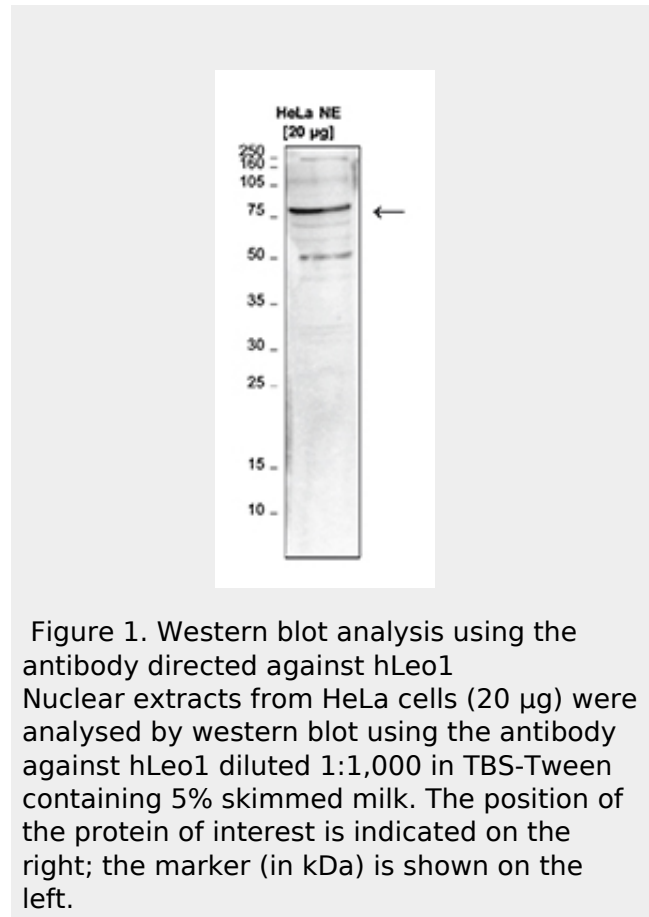 HeLa NE
[20 µg]
250
160
105
75
50
35
30
25
15
10
←
Figure 1. Western blot analysis using the
antibody directed against hLeo1
Nuclear extracts from HeLa cells (20 µg) were
analysed by western blot using the antibody
against hLeo1 diluted 1:1,000 in TBS-Tween
containing 5% skimmed milk. The position of
the protein of interest is indicated on the
right; the marker (in kDa) is shown on the
left.